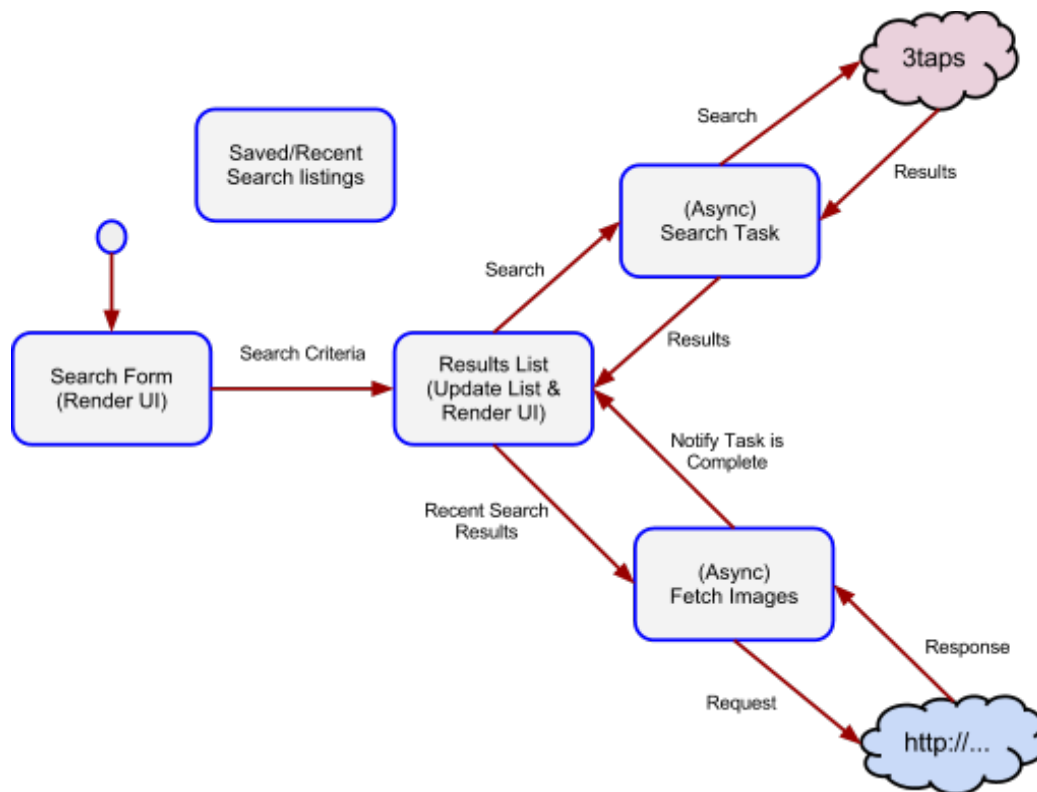 3taps
Search
Saved/Recent
Search listings
Results
(Async)
Search Task
Search
Results
Search Criteria
Search Form
(Render UI)
Results List
(Update List &
Render UI)
Notify Task is
Complete
Recent Search
Results
(Async)
Fetch Images
Response
Request
http://...